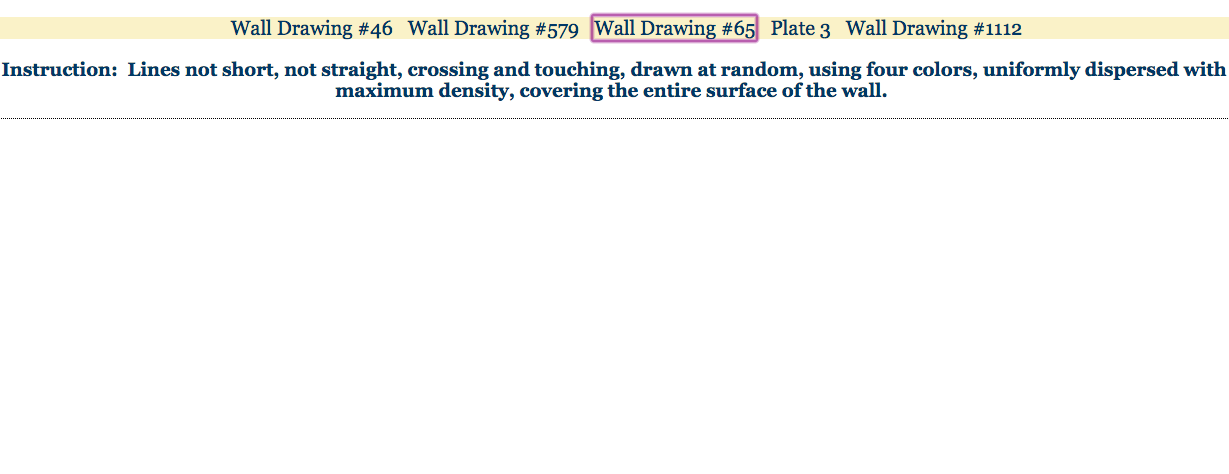 Wall Drawing #46 Wall Drawing #579 Wall Drawing #65 Plate 3 Wall Drawing #1112
Instruction: Lines not short, not straight, crossing and touching, drawn at random, using four colors, uniformly dispersed with
maximum density, covering the entire surface of the wall.